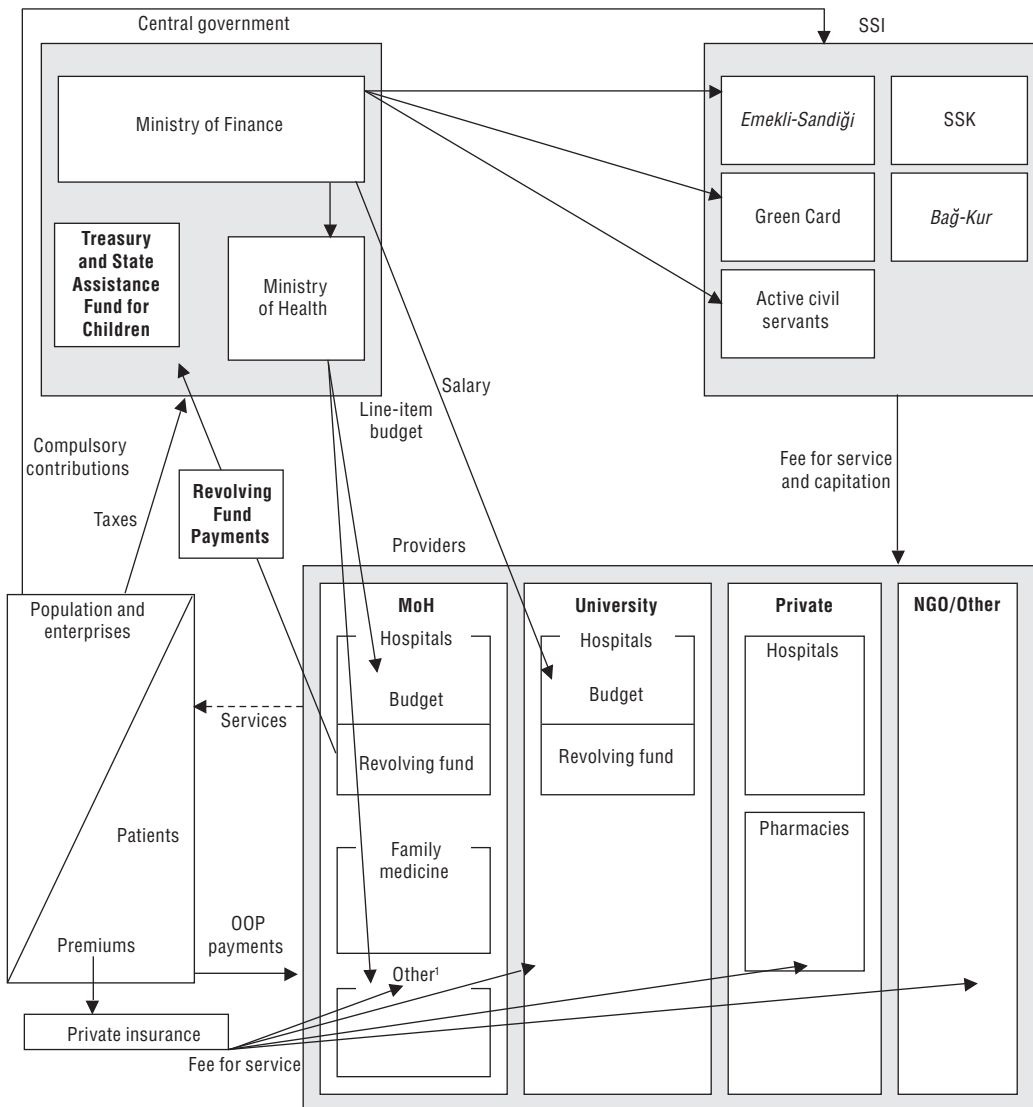 Central government
SSI
Ministry of Finance
Emekli-Sandiği
SSK
Green Card
Bağ-Kur
Treasury
and State
Assistance
Fund for
Children
Ministry
of Health
Active civil
servants
Salary
Line-item
budget
Compulsory
contributions
Fee for service
and capitation
Revolving
Fund
Payments
Taxes
Providers
Population and
enterprises
MoH
University
Private
NGO/Other
Hospitals
Hospitals
Hospitals
Budget
Budget
Services
Revolving fund
Revolving fund
Patients
Pharmacies
Family
medicine
OOP
payments
Premiums
Other¹
Private insurance
Fee for service